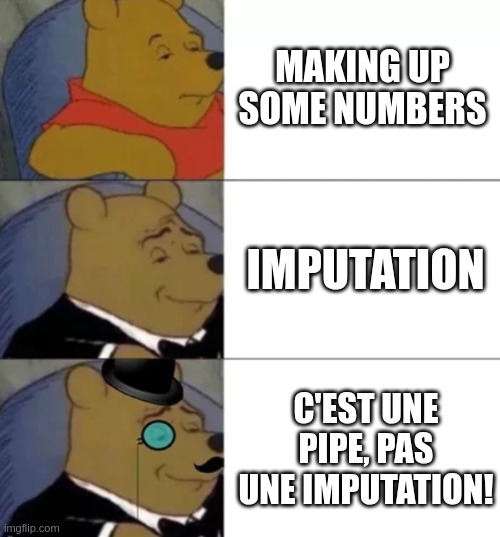 MAKING UP
SOME NUMBERS
IMPUTATION
C'EST UNE
PIPE, PAS
UNE IMPUTATION!
imgflip.com